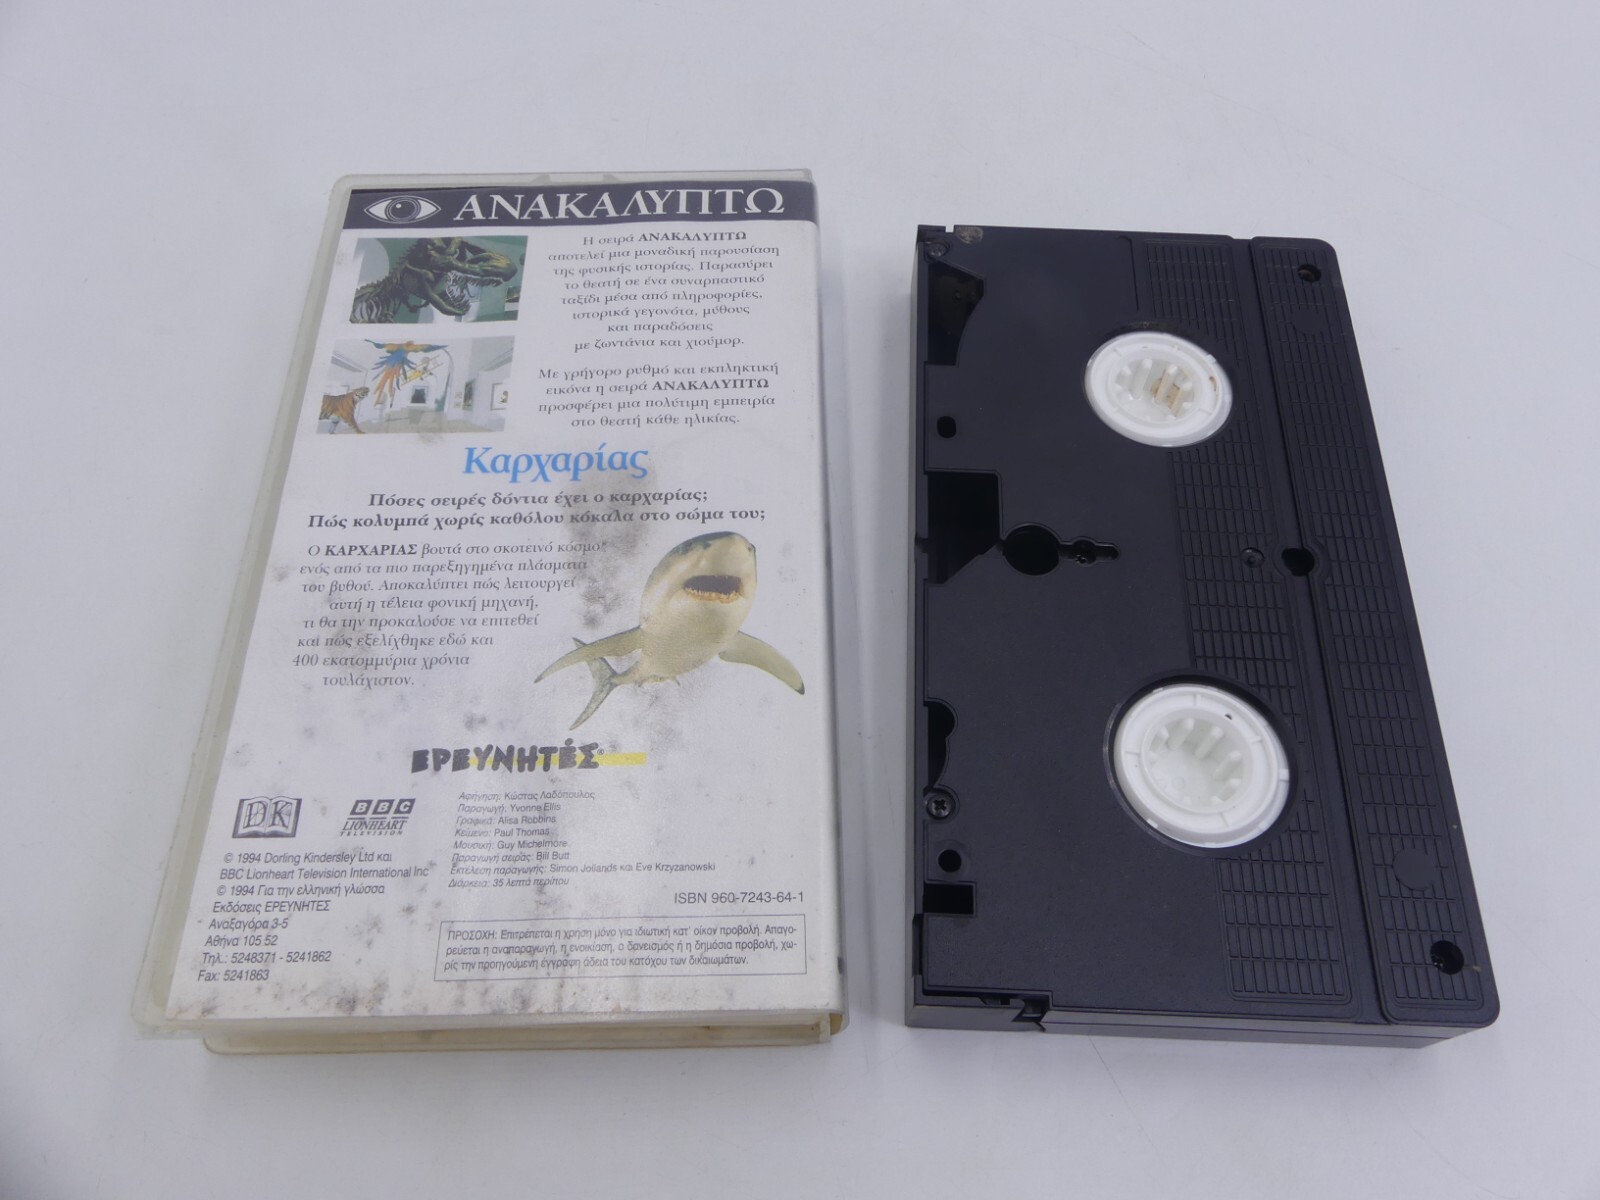 ΑΝΑΚΑΛΥΠΤΩ
Η σειρά ΑΝΑΚΑΛΥΠΤΩ
αποτελεί μια μοναδική παρουσίαση
της φυσικής ιστορίας. Παρασύρει
το θεατή σε ένα συναρπαστικό
ταξίδι μέσα από πληροφορίες,
ιστορικά γεγονότα, μύθους
και παραδόσεις
με ζωντάνια και χιούμορ.
Με γρήγορο ρυθμό και εκπληκτική
εικόνα η σειρά ΑΝΑΚΑΛΥΠΤΩ
προσφέρει μια πολύτιμη εμπειρία
στο θεατή κάθε ηλικίας.
Καρχαρίας
Πόσες σειρές δόντια έχει ο καρχαρίας;
Πώς κολυμπά χωρίς καθόλου κόκαλα στο σώμα του;
Ο ΚΑΡΧΑΡΙΑΣ βουτά στο σκοτεινό κόσμο
ενός από τα πιο παρεξηγημένα πλάσματα
του βυθού. Αποκαλύπτει πώς λειτουργεί
αυτή η τέλεια φονική μηχανή,
τι θα την προκαλούσε να επιτεθεί
και πώς εξελίχθηκε εδώ και
400 εκατομμύρια χρόνια
τουλάχιστον.
ΕΡΕΥΝΗΤΈΣ
DK
BBC
LIONHEART
TELEVISION
Αφήγηση: Κώστας Λαδόπουλος
Παραγωγή: Yvonne Ellis
Γραφικά: Alisa Robbins
Κείμενο: Paul Thomas
Μουσική: Guy Michelmore
Παραγωγή σειράς: Bill Butt
Εκτέλεση παραγωγής: Simon Jollands και Eve Krzyzanowski
Διάρκεια: 35 λεπτά περίπου
© 1994 Dorling Kindersley Ltd και
BBC Lionheart Television International Inc
© 1994 Για την ελληνική γλώσσα
Εκδόσεις ΕΡΕΥΝΗΤΕΣ
Αναξαγόρα 3-5
Αθήνα 105 52
Τηλ.: 5248371 - 5241862
Fax: 5241863
ISBN 960-7243-64-1
ΠΡΟΣΟΧΗ: Επιτρέπεται η χρήση μόνο για ιδιωτική κατ' οίκον προβολή. Απαγο-
ρεύεται η αναπαραγωγή, η ενοικίαση, ο δανεισμός ή η δημόσια προβολή, χω-
ρίς την προηγούμενη έγγραφη άδεια του κατόχου των δικαιωμάτων.